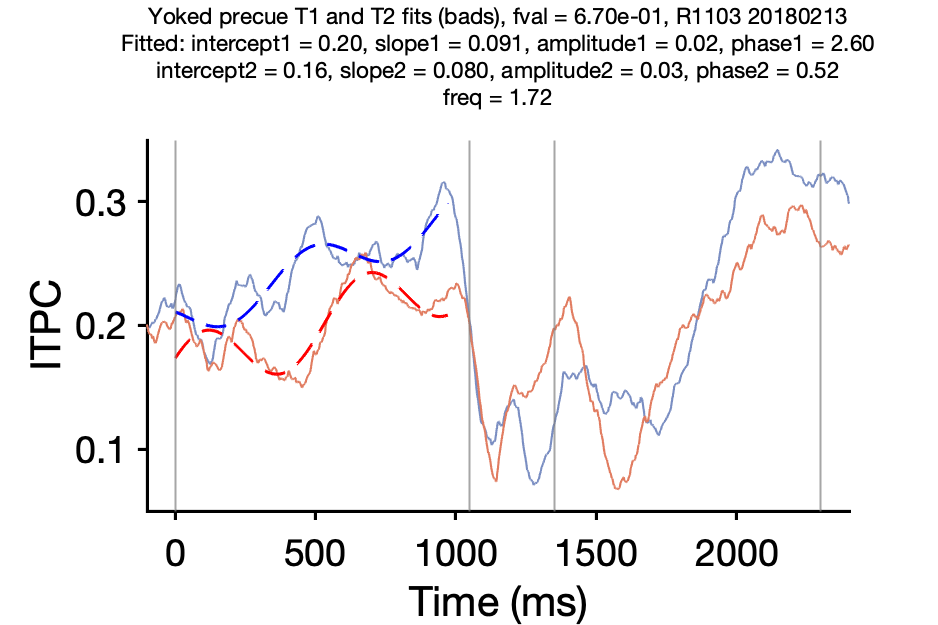 Yoked precue T1 and T2 fits (bads), fval = 6.70e-01, R1103 20180213
Fitted: intercept1 = 0.20, slope1 = 0.091, amplitude1 = 0.02, phase1 = 2.60
intercept2 = 0.16, slope2 = 0.080, amplitude2 = 0.03, phase2 = 0.52
freq = 1.72
ITPC
0.3
0.2
0.1
0 500 1000 1500 2000
Time (ms)